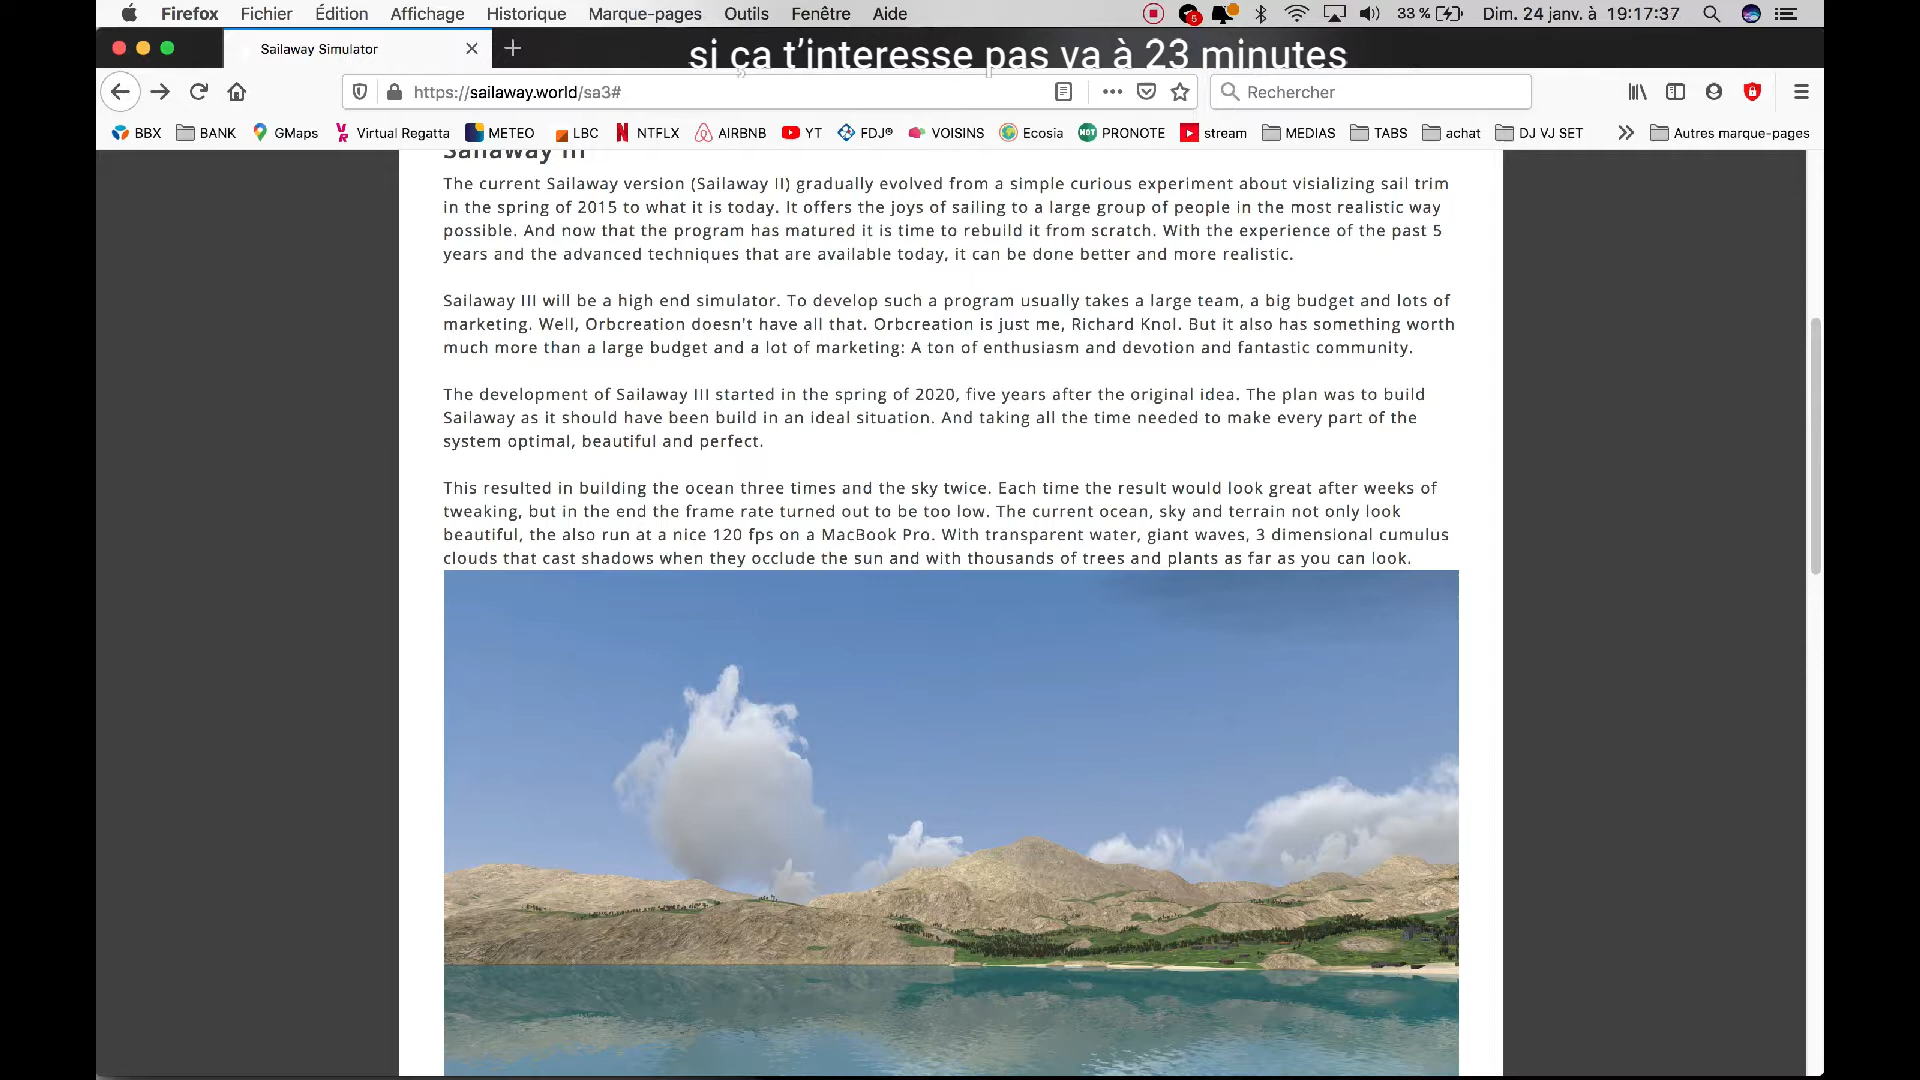 Firefox Fichier Édition Affichage Historique Marque-pages Outils Fenêtre Aide 5 33 % Dim. 24 janv. à 19:17:37
Sailaway Simulator
si ça t'interesse pas va à 23 minutes
https://sailaway.world/sa3# Rechercher
BBX BANK GMaps Virtual Regatta METEO LBC NTFLX AIRBNB YT FDJ® VOISINS Ecosia PRONOTE stream MEDIAS TABS achat DJ VJ SET Autres marque-pages
Sailaway III
The current Sailaway version (Sailaway II) gradually evolved from a simple curious experiment about visializing sail trim
in the spring of 2015 to what it is today. It offers the joys of sailing to a large group of people in the most realistic way
possible. And now that the program has matured it is time to rebuild it from scratch. With the experience of the past 5
years and the advanced techniques that are available today, it can be done better and more realistic.
Sailaway III will be a high end simulator. To develop such a program usually takes a large team, a big budget and lots of
marketing. Well, Orbcreation doesn't have all that. Orbcreation is just me, Richard Knol. But it also has something worth
much more than a large budget and a lot of marketing: A ton of enthusiasm and devotion and fantastic community.
The development of Sailaway III started in the spring of 2020, five years after the original idea. The plan was to build
Sailaway as it should have been build in an ideal situation. And taking all the time needed to make every part of the
system optimal, beautiful and perfect.
This resulted in building the ocean three times and the sky twice. Each time the result would look great after weeks of
tweaking, but in the end the frame rate turned out to be too low. The current ocean, sky and terrain not only look
beautiful, the also run at a nice 120 fps on a MacBook Pro. With transparent water, giant waves, 3 dimensional cumulus
clouds that cast shadows when they occlude the sun and with thousands of trees and plants as far as you can look.